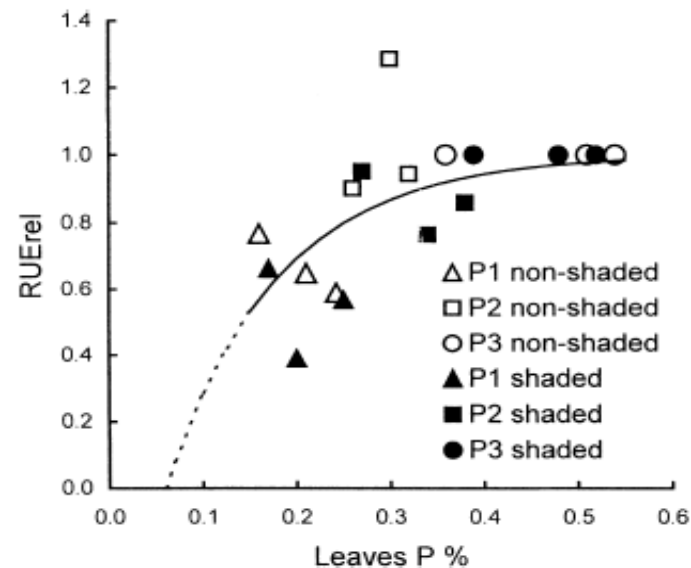 1.4
1.2
1.0
0.8
0.6
0.4
0.2
0.0
RUErel
P1 non-shaded
P2 non-shaded
P3 non-shaded
P1 shaded
P2 shaded
P3 shaded
0.0 0.1 0.2 0.3 0.4 0.5 0.6
Leaves P %